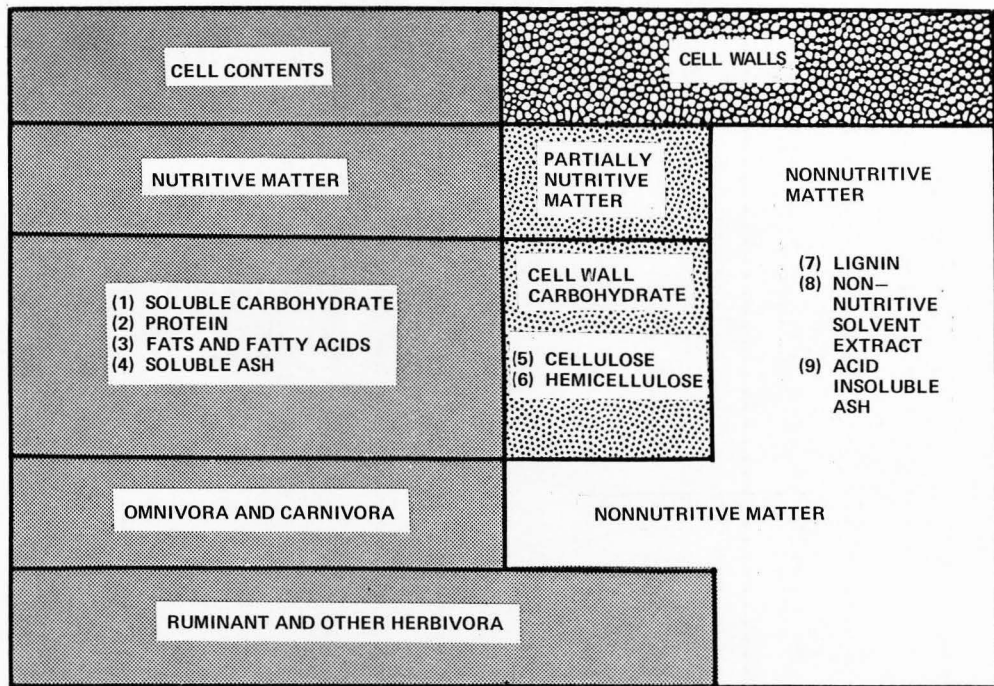 CELL CONTENTS
CELL WALLS
NUTRITIVE MATTER
PARTIALLY
NUTRITIVE
MATTER
NONNUTRITIVE
MATTER
(1) SOLUBLE CARBOHYDRATE
(2) PROTEIN
(3) FATS AND FATTY ACIDS
(4) SOLUBLE ASH
CELL WALL
CARBOHYDRATE
(5) CELLULOSE
(6) HEMICELLULOSE
(7) LIGNIN
(8) NON–
NUTRITIVE
SOLVENT
EXTRACT
(9) ACID
INSOLUBLE
ASH
OMNIVORA AND CARNIVORA
NONNUTRITIVE MATTER
RUMINANT AND OTHER HERBIVORA